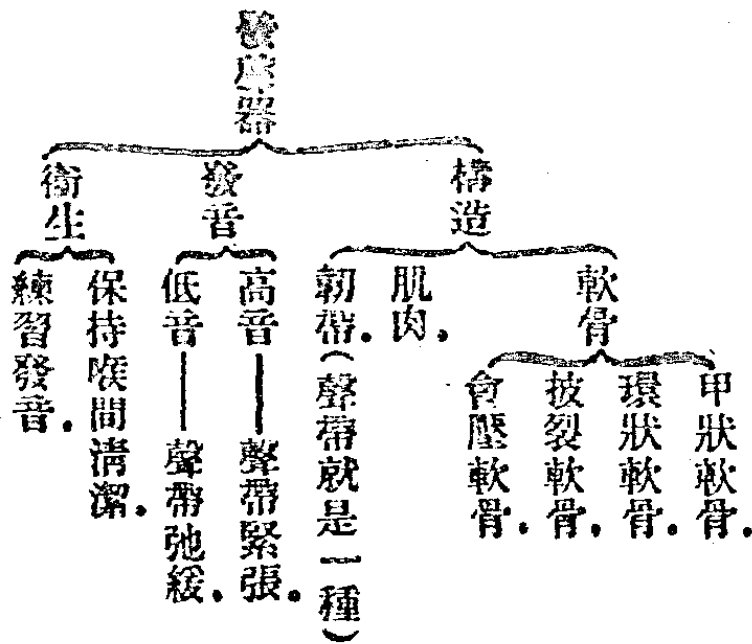 發聲器
構造
軟骨
甲狀軟骨.
環狀軟骨.
披裂軟骨.
會壓軟骨.
肌肉.
韌帶.(聲帶就是一種)
發音
高音——聲帶緊張.
低音——聲帶弛緩.
衞生
保持喉間清潔.
練習發音.